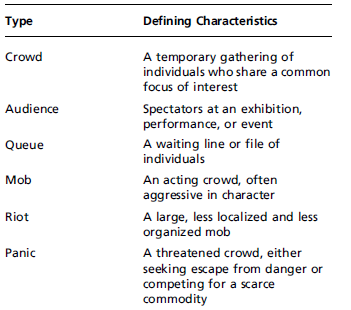 Type Defining Characteristics
Crowd A temporary gathering of
individuals who share a common
focus of interest
Audience Spectators at an exhibition,
performance, or event
Queue A waiting line or file of
individuals
Mob An acting crowd, often
aggressive in character
Riot A large, less localized and less
organized mob
Panic A threatened crowd, either
seeking escape from danger or
competing for a scarce
commodity